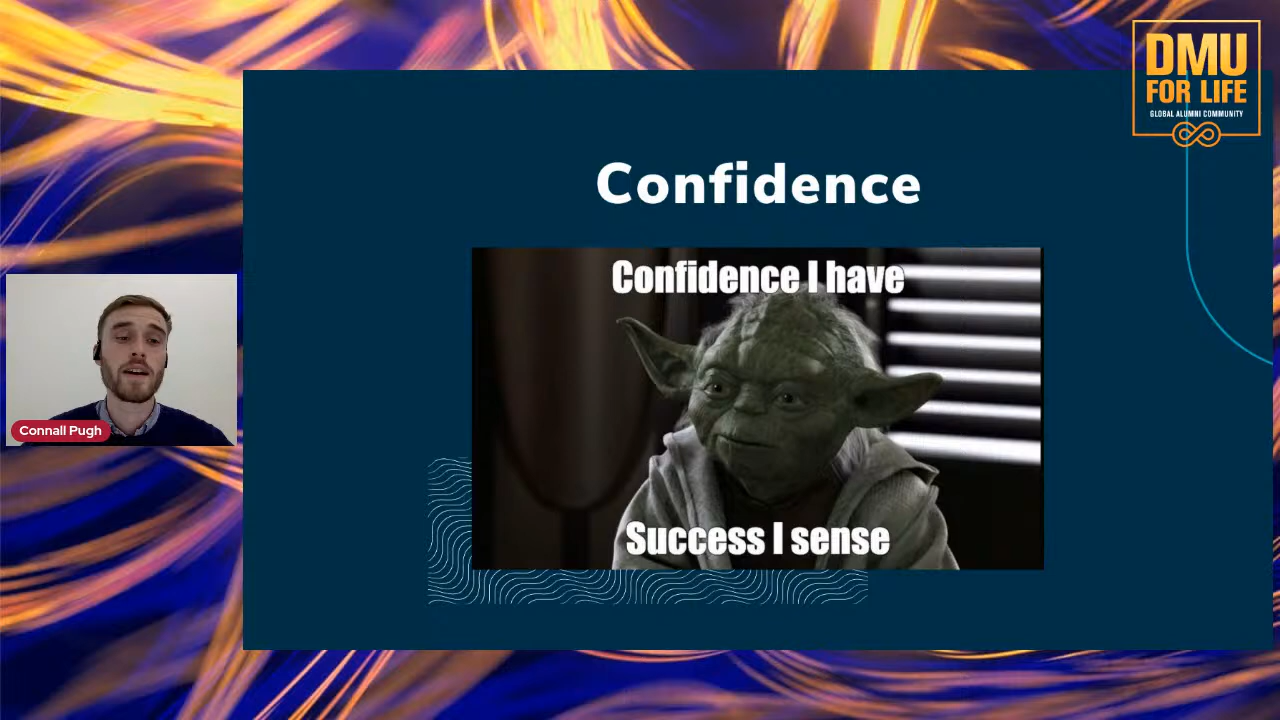 DMU
FOR LIFE
GLOBAL ALUMNI COMMUNITY
Confidence
Confidence I have
Success I sense
Connall Pugh